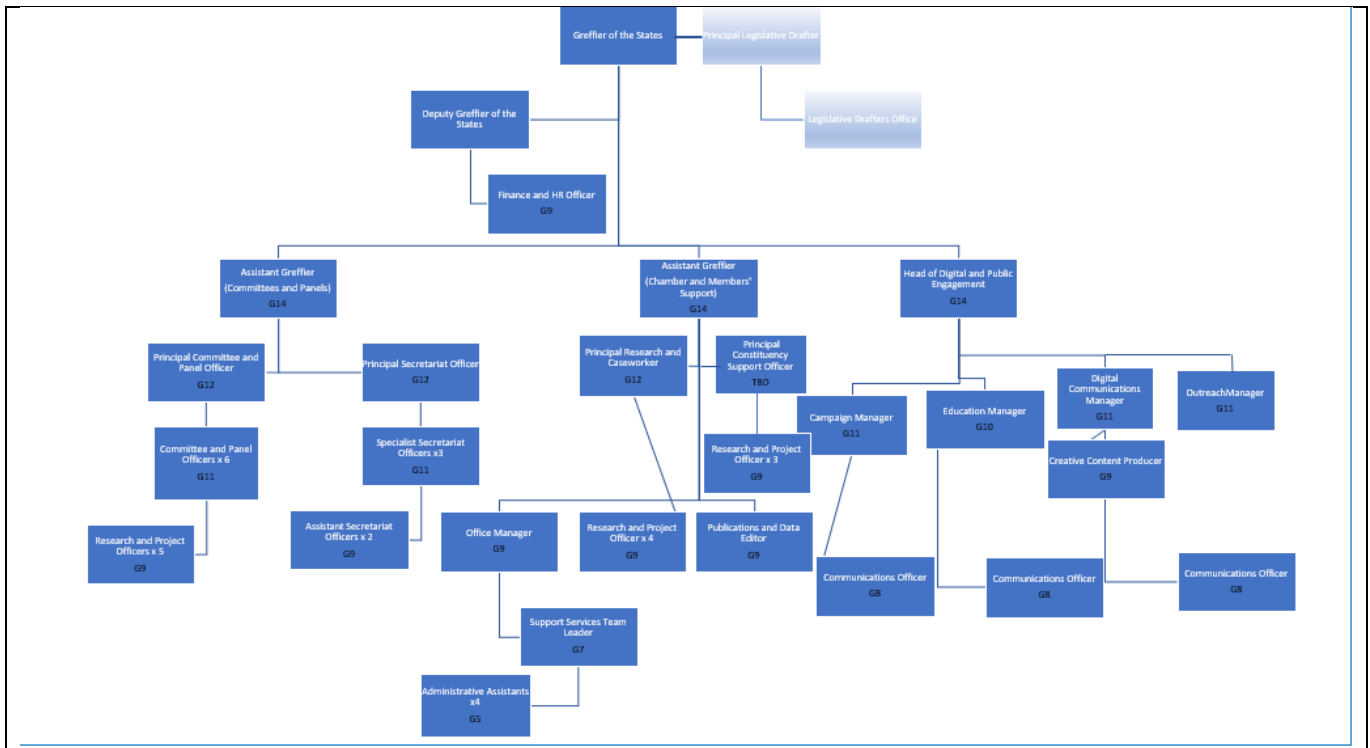 Greffier of the States
Principal Legislative Drafter
Deputy Greffier of the
States
Legislative Drafters Office
Finance and HR Officer
G9
Assistant Greffier
(Committees and Panels)
G14
Assistant Greffier
(Chamber and Members'
Support)
G14
Head of Digital and Public
Engagement
G14
Principal Committee and
Panel Officer
G12
Principal Secretariat Officer
G12
Principal Research and
Caseworker
G12
Principal
Constituency
Support Officer
TBD
Campaign Manager
G11
Education Manager
G10
Digital
Communications
Manager
G11
OutreachManager
G11
Committee and Panel
Officers x 6
G11
Specialist Secretariat
Officers x3
G11
Research and Project
Officer x 3
G9
Creative Content Producer
G9
Research and Project
Officers x 5
G9
Assistant Secretariat
Officers x 2
G9
Office Manager
G9
Research and Project
Officer x 4
G9
Publications and Data
Editor
G9
Communications Officer
G8
Communications Officer
G8
Communications Officer
G8
Support Services Team
Leader
G7
Administrative Assistants
x4
G5